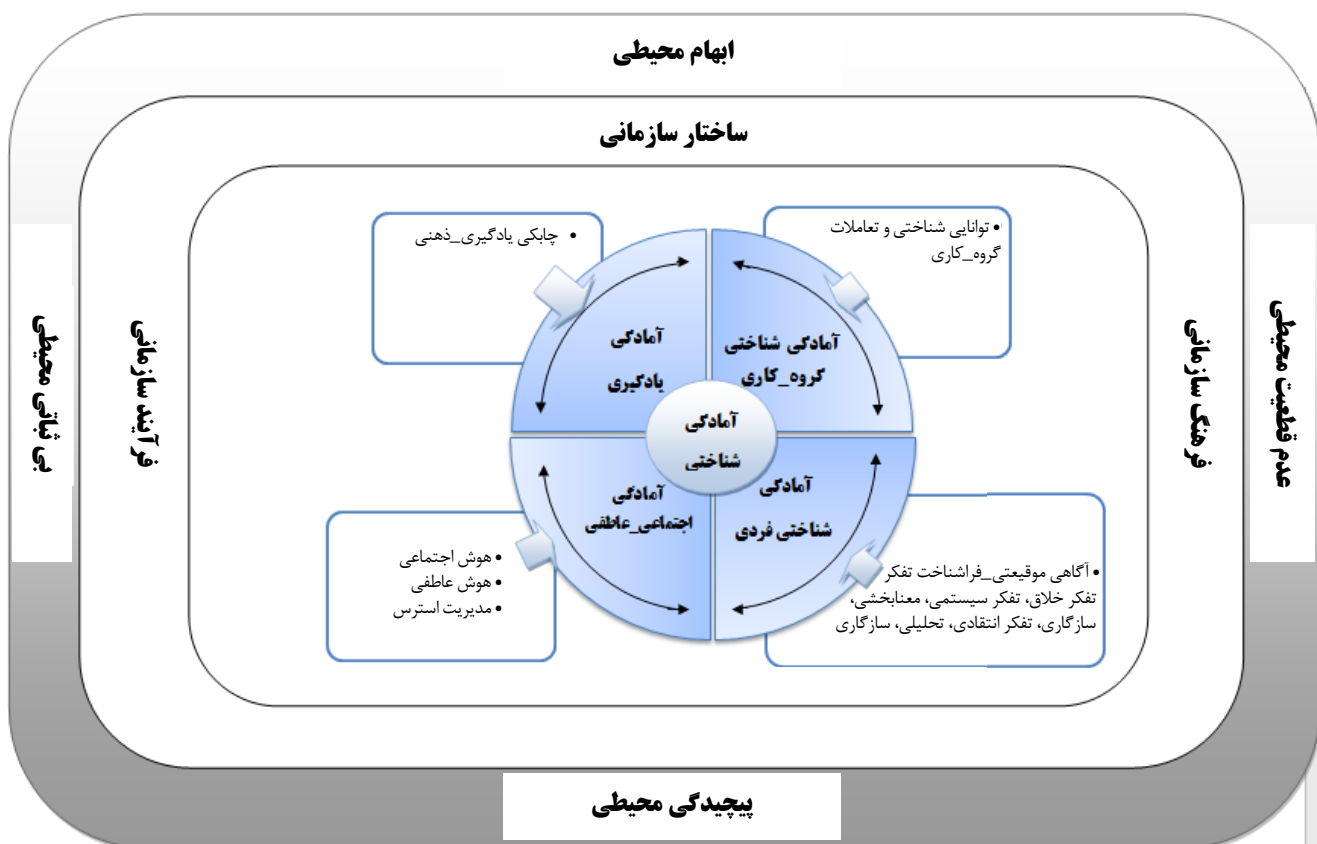 ابهام محیطی
ساختار سازمانی
• توانایی شناختی و تعاملات
گروه_کاری
• چابکی یادگیری_ذهنی
عدم قطعیت محیطی
فرهنگ سازمانی
فرآیند سازمانی
بی ثباتی محیطی
آمادگی شناختی
گروه_کاری
آمادگی
یادگیری
آمادگی
شناختی
آمادگی
شناختی فردی
آمادگی
اجتماعی_عاطفی
• آگاهی موقعیتی_فراشناخت تفکر
تفکر خلاق، تفکر سیستمی، معنابخشی،
سازگاری، تفکر انتقادی، تحلیلی، سازگاری
• هوش اجتماعی
• هوش عاطفی
• مدیریت استرس
پیچیدگی محیطی